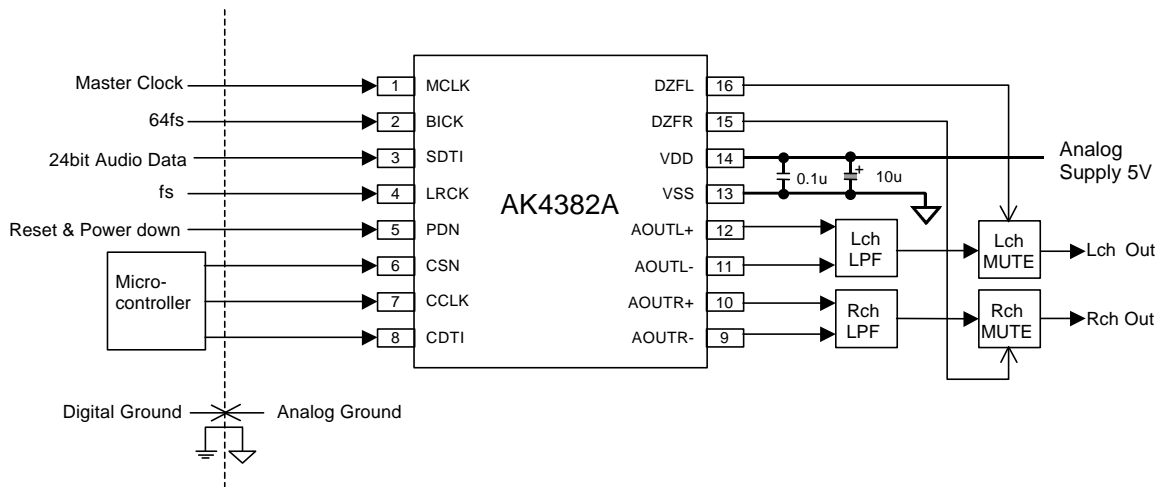 Master Clock
64fs
24bit Audio Data
fs
Reset & Power down
Micro-
controller
1 MCLK
2 BICK
3 SDTI
4 LRCK
5 PDN
6 CSN
7 CCLK
8 CDTI
AK4382A
DZFL 16
DZFR 15
VDD 14
VSS 13
AOUTL+ 12
AOUTL- 11
AOUTR+ 10
AOUTR- 9
0.1u
+
10u
Analog
Supply 5V
Lch
LPF
Lch
MUTE
Lch Out
Rch
LPF
Rch
MUTE
Rch Out
Digital Ground
Analog Ground